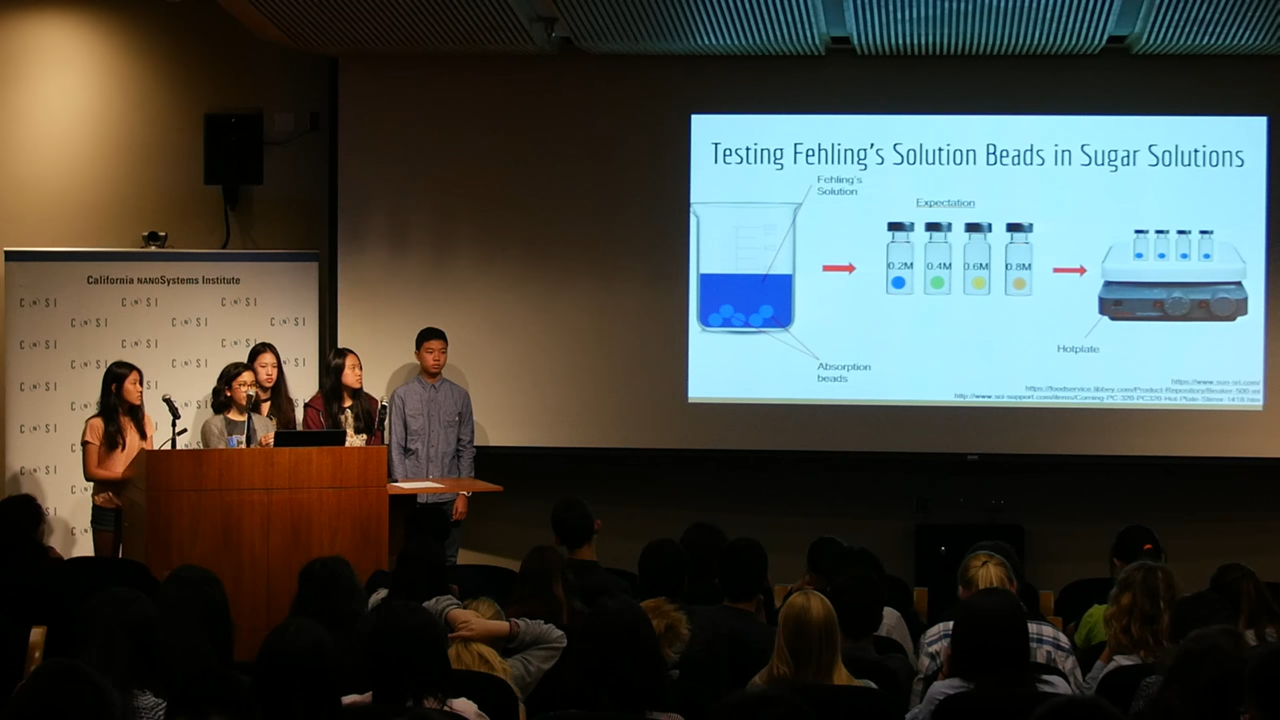 Testing Fehling's Solution Beads in Sugar Solutions
Fehling's
Solution
Expectation
0.2M
0.4M
0.6M
0.8M
Hotplate
Absorption
beads
California NANOSystems Institute
C (N) S I
C (N) S I
C (N) S I
C (N) S I
C (N) S I
C (N) S I
C (N) S I
C (N) S I
C (N) S I